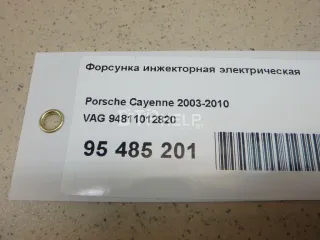 Форсунка инжекторная электрическая
Porsche Cayenne 2003-2010
VAG 94811012820
95 485 201